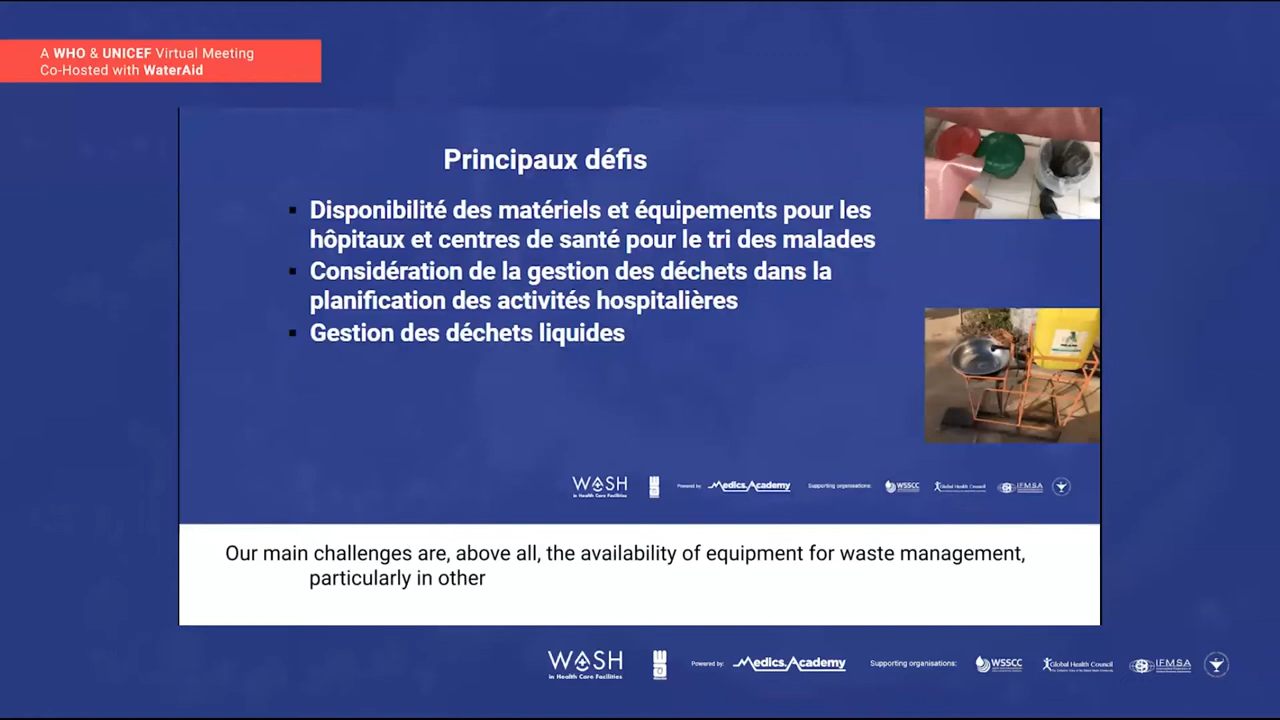 A WHO & UNICEF Virtual Meeting
Co-Hosted with WaterAid
Principaux défis
▪ Disponibilité des matériels et équipements pour les
hôpitaux et centres de santé pour le tri des malades
▪ Considération de la gestion des déchets dans la
planification des activités hospitalières
▪ Gestion des déchets liquides
WASH
in Health Care Facilities
Powered by:
Medics.Academy
Supporting organisations:
WSSCC
Global Health Council
IFMSA
Our main challenges are, above all, the availability of equipment for waste management,
particularly in other
WASH
in Health Care Facilities
Powered by:
Medics.Academy
Supporting organisations:
WSSCC
Global Health Council
IFMSA